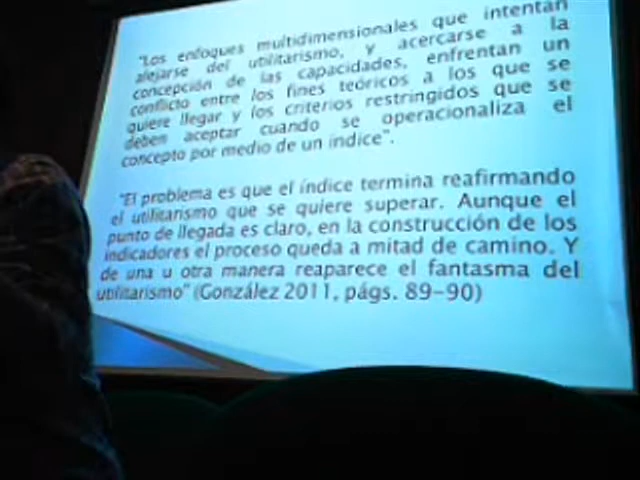 "Los enfoques multidimensionales que intentan
alejarse del utilitarismo, y acercarse a la
concepción de las capacidades, enfrentan un
conflicto entre los fines teóricos a los que se
quiere llegar y los criterios restringidos que se
deben aceptar cuando se operacionaliza el
concepto por medio de un índice".
"El problema es que el índice termina reafirmando
el utilitarismo que se quiere superar. Aunque el
punto de llegada es claro, en la construcción de los
indicadores el proceso queda a mitad de camino. Y
de una u otra manera reaparece el fantasma del
utilitarismo" (González 2011, págs. 89-90)